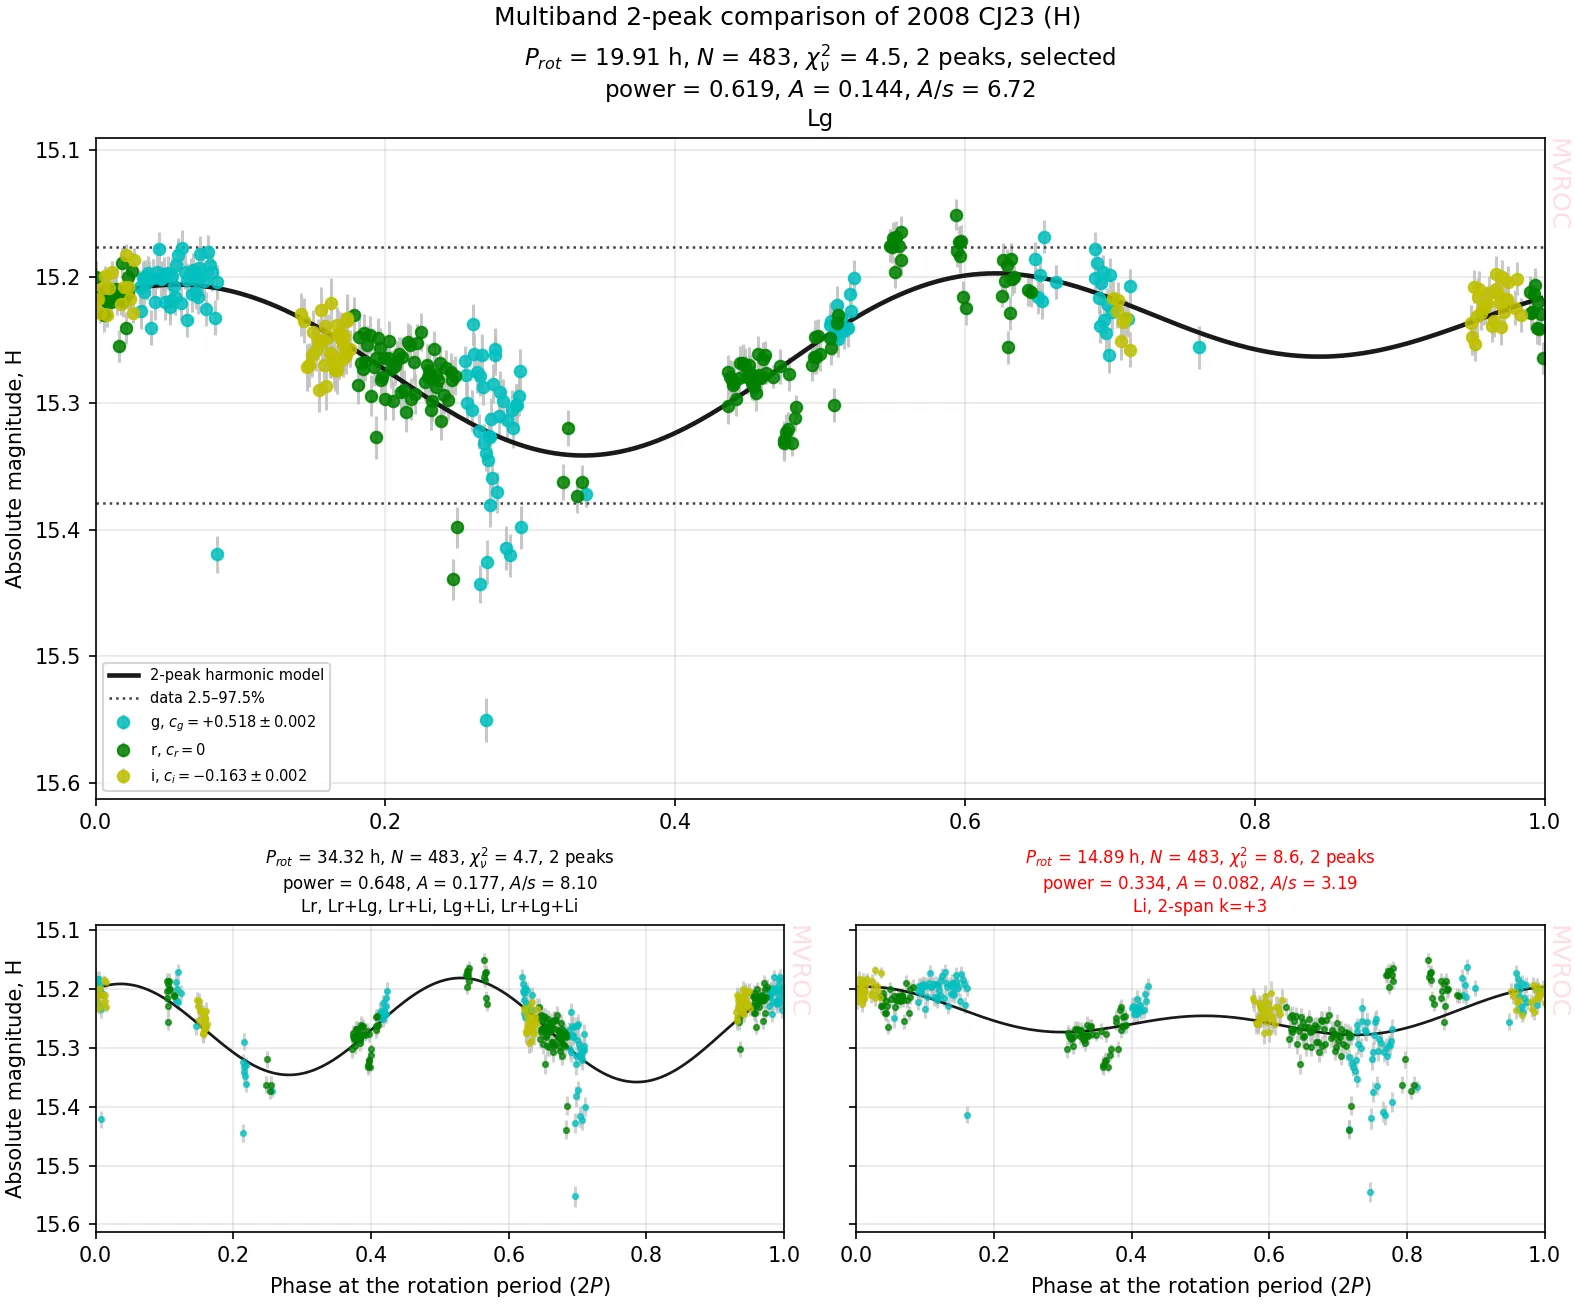 Multiband 2-peak comparison of 2008 CJ23 (H)
P_rot = 19.91 h, N = 483, χ²_ν = 4.5, 2 peaks, selected
power = 0.619, A = 0.144, A/s = 6.72
Lg
15.1
15.2
15.3
15.4
15.5
15.6
Absolute magnitude, H
MVROC
2-peak harmonic model
data 2.5–97.5%
g, c_g = +0.518 ± 0.002
r, c_r = 0
i, c_i = −0.163 ± 0.002
0.0 0.2 0.4 0.6 0.8 1.0
P_rot = 34.32 h, N = 483, χ²_ν = 4.7, 2 peaks
power = 0.648, A = 0.177, A/s = 8.10
Lr, Lr+Lg, Lr+Li, Lg+Li, Lr+Lg+Li
15.1
15.2
15.3
15.4
15.5
15.6
Absolute magnitude, H
MVROC
0.0 0.2 0.4 0.6 0.8 1.0
Phase at the rotation period (2P)
P_rot = 14.89 h, N = 483, χ²_ν = 8.6, 2 peaks
power = 0.334, A = 0.082, A/s = 3.19
Li, 2-span k=+3
MVROC
0.0 0.2 0.4 0.6 0.8 1.0
Phase at the rotation period (2P)